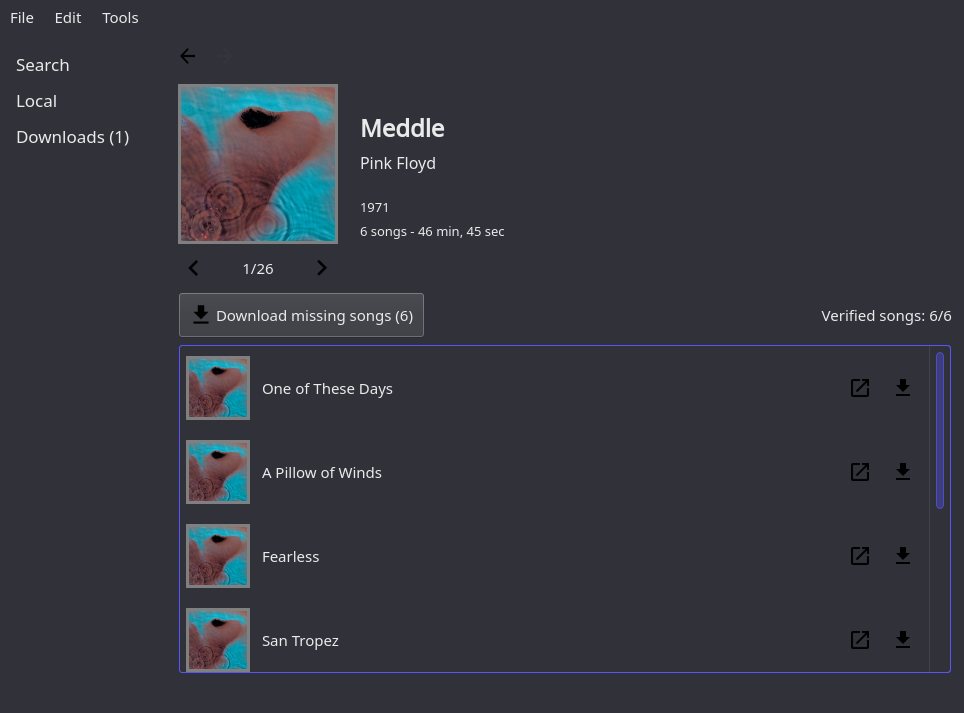 File Edit Tools
Search
Local
Downloads (1)
Meddle
Pink Floyd
1971
6 songs - 46 min, 45 sec
1/26
Download missing songs (6)
Verified songs: 6/6
One of These Days
A Pillow of Winds
Fearless
San Tropez